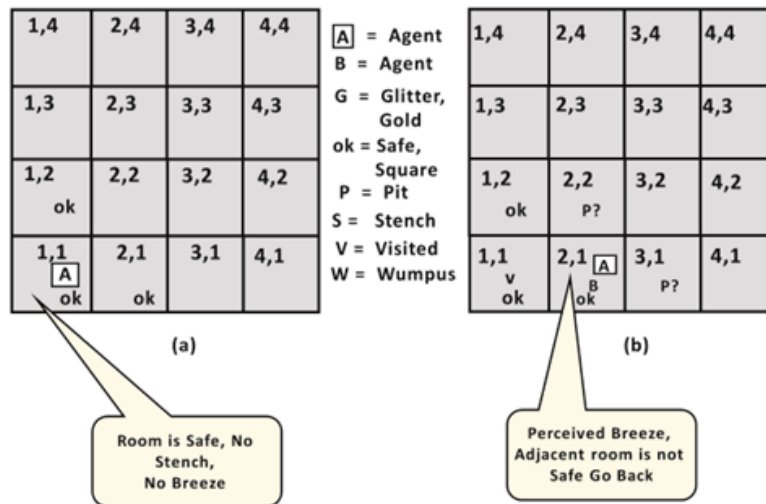 1,4 2,4 3,4 4,4
1,3 2,3 3,3 4,3
1,2 2,2 3,2 4,2
ok
1,1 2,1 3,1 4,1
A
ok ok
(a)
Room is Safe, No
Stench,
No Breeze
A = Agent
B = Agent
G = Glitter,
Gold
ok = Safe,
Square
P = Pit
S = Stench
V = Visited
W = Wumpus
1,4 2,4 3,4 4,4
1,3 2,3 3,3 4,3
1,2 2,2 3,2 4,2
ok P?
1,1 2,1 A 3,1 4,1
v B P?
ok ok
(b)
Perceived Breeze,
Adjacent room is not
Safe Go Back